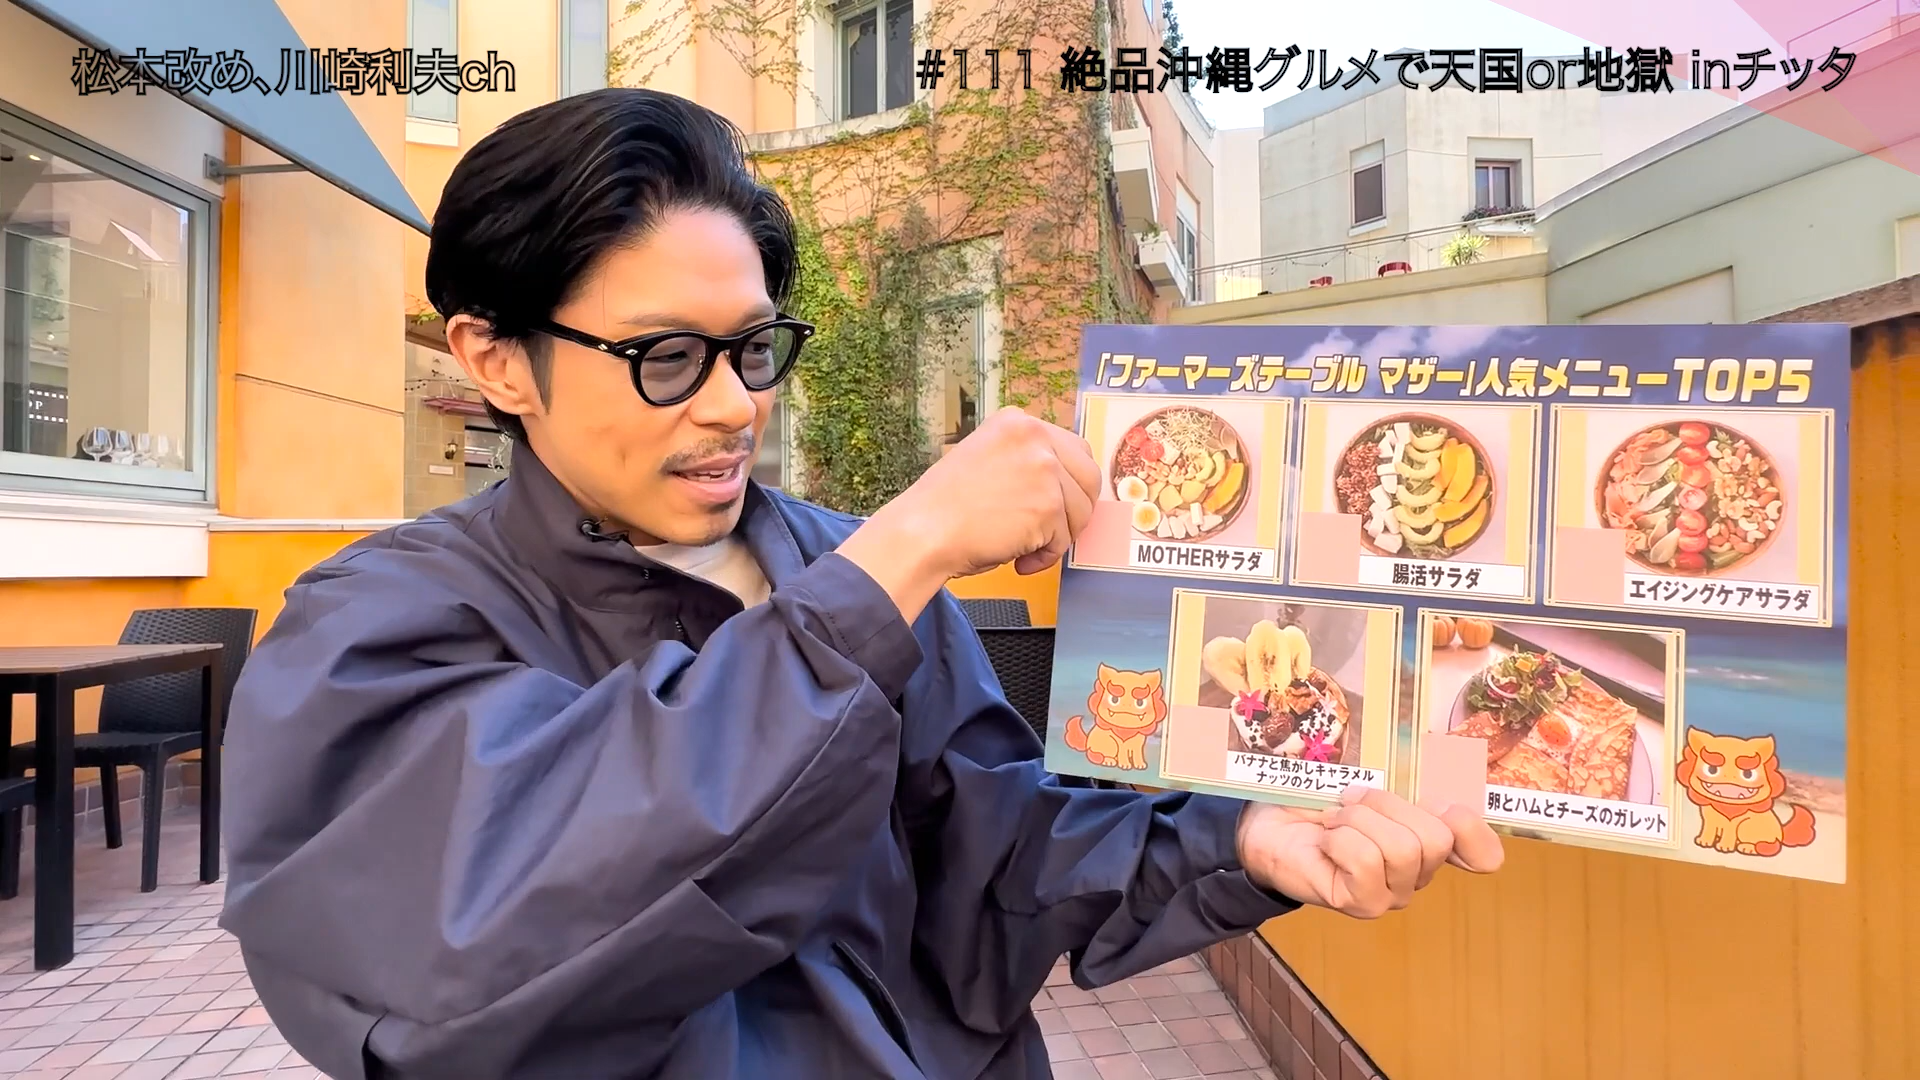 松本改め、川崎利夫ch
#111 絶品沖縄グルメで天国or地獄 inチッタ
「ファーマーズテーブル マザー」人気メニューTOP5
MOTHERサラダ
腸活サラダ
エイジングケアサラダ
バナナと焦がしキャラメル
ナッツのクレー
卵とハムとチーズのガレット